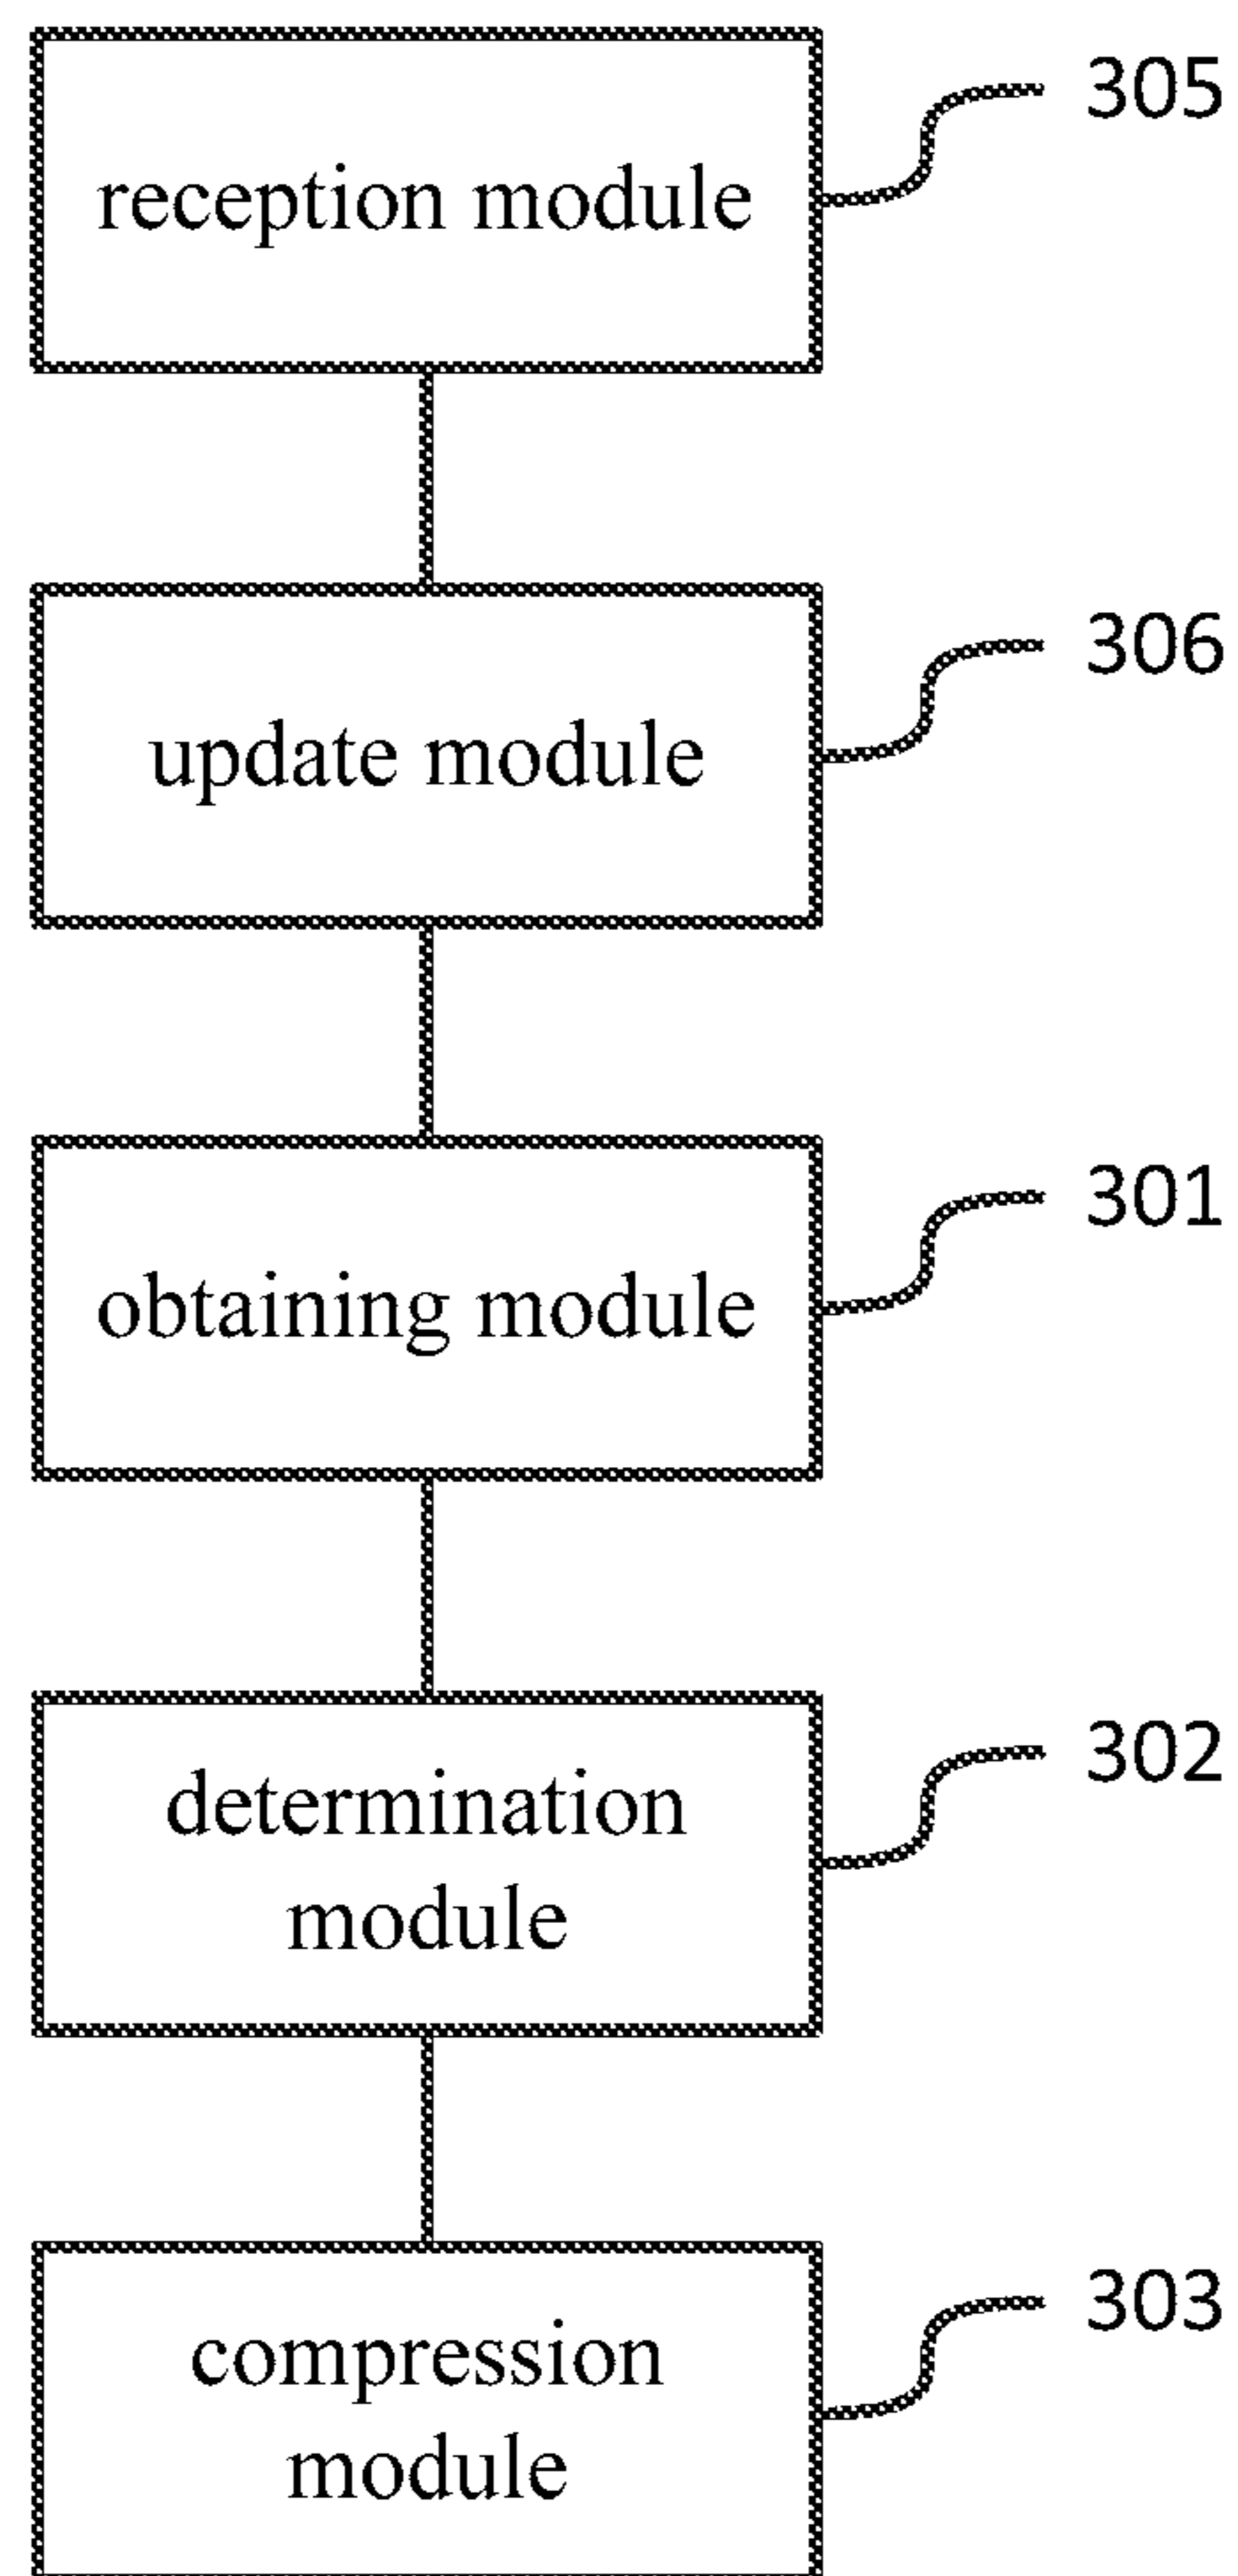 reception module
305
update module
306
obtaining module
301
determination
module
302
compression
module
303